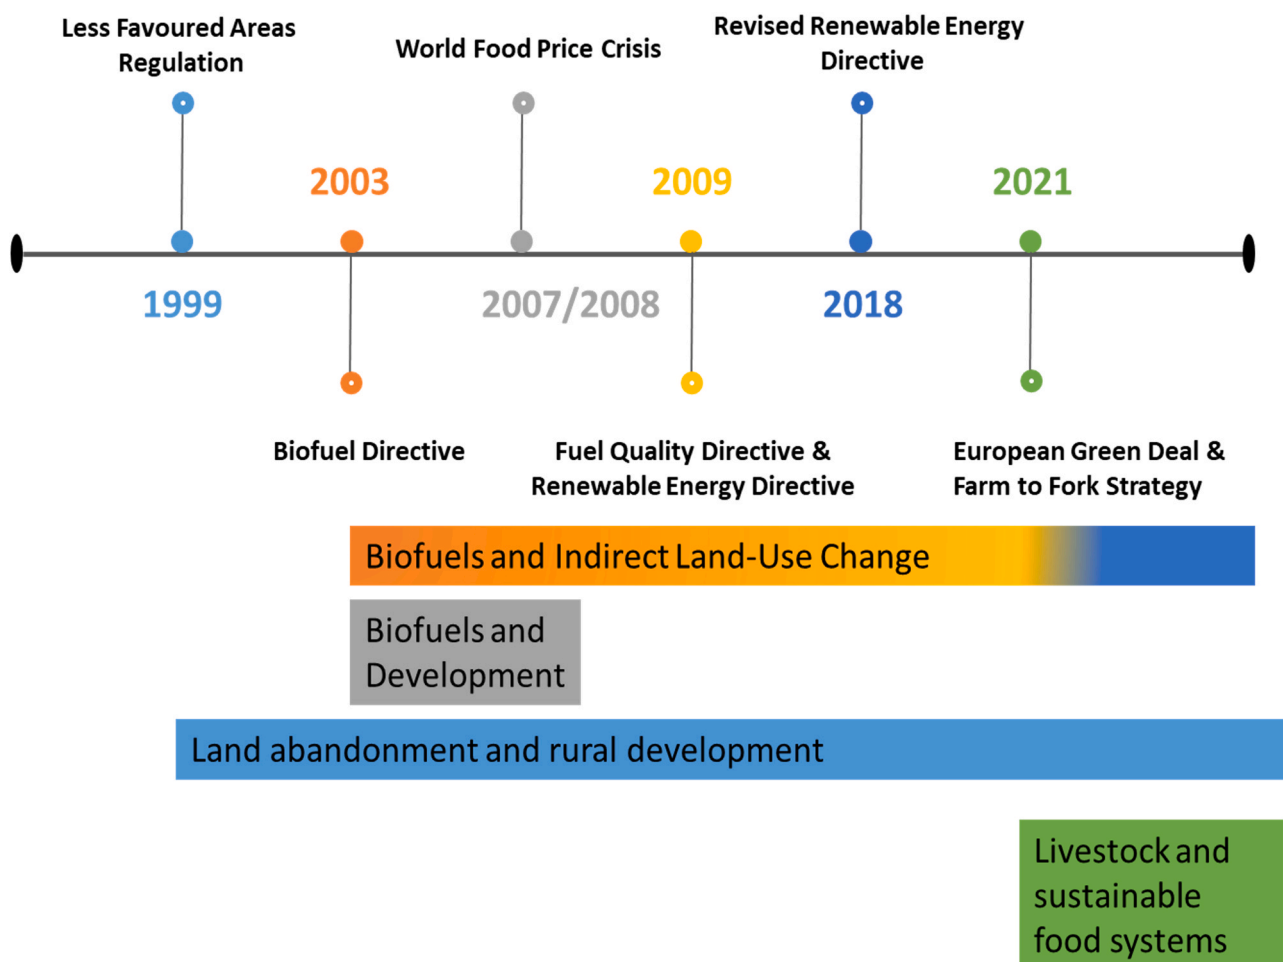 Less Favoured Areas
Regulation
World Food Price Crisis
Revised Renewable Energy
Directive
2003
2009
2021
1999
2007/2008
2018
Biofuel Directive
Fuel Quality Directive &
Renewable Energy Directive
European Green Deal &
Farm to Fork Strategy
Biofuels and Indirect Land-Use Change
Biofuels and
Development
Land abandonment and rural development
Livestock and
sustainable
food systems